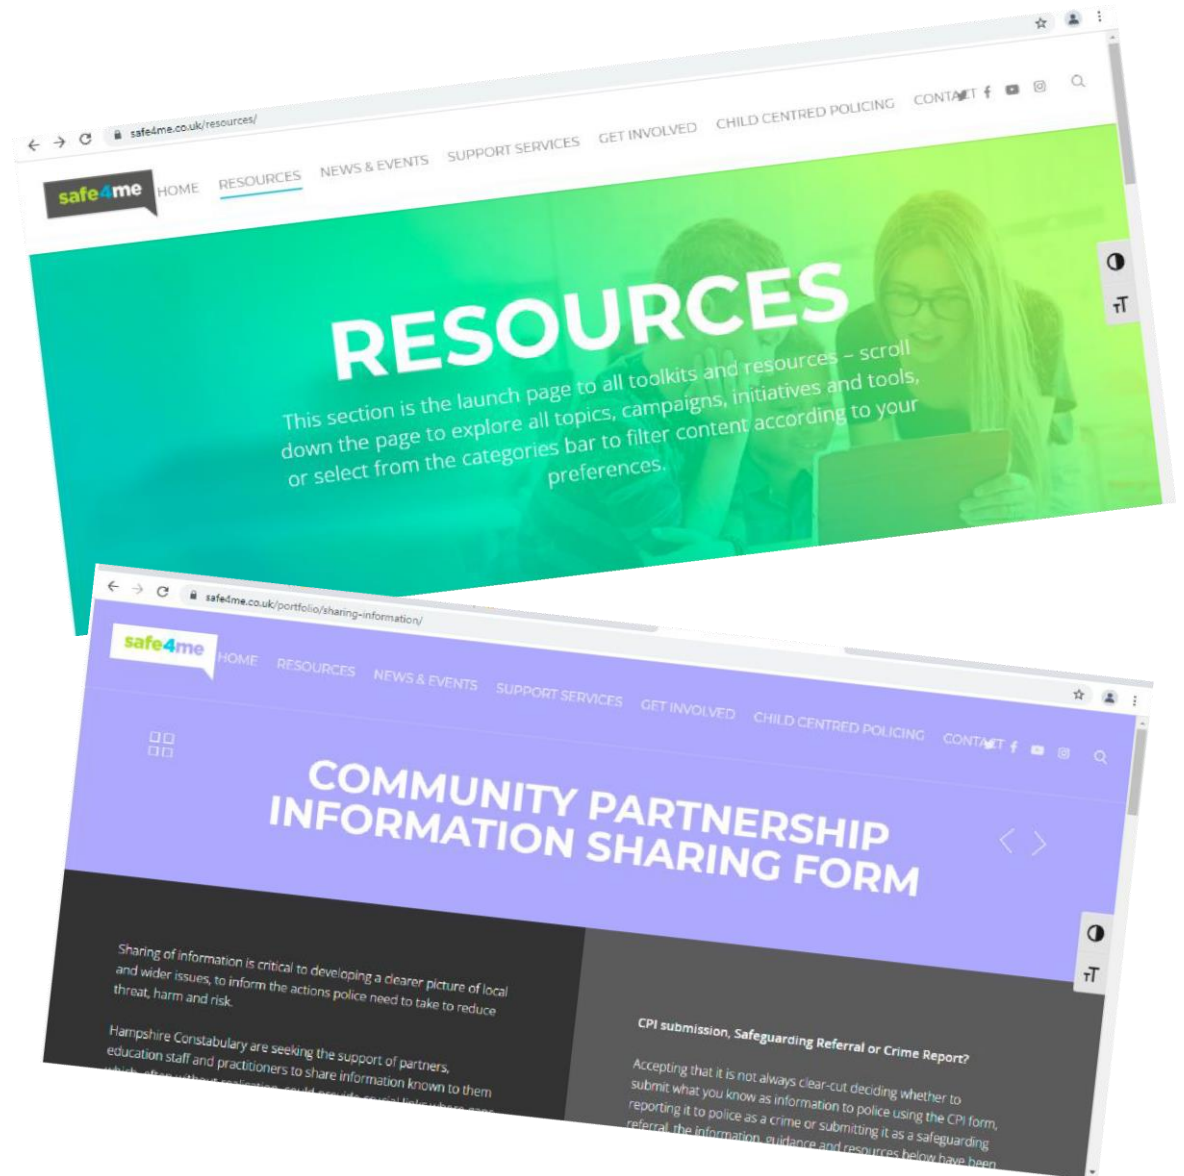 safe4me.co.uk/resources/
safe4me
HOME RESOURCES NEWS & EVENTS SUPPORT SERVICES GET INVOLVED CHILD CENTRED POLICING CONTACT
RESOURCES
This section is the launch page to all toolkits and resources – scroll
down the page to explore all topics, campaigns, initiatives and tools,
or select from the categories bar to filter content according to your
preferences.
TT
safe4me.co.uk/portfolio/sharing-information/
safe4me
HOME RESOURCES NEWS & EVENTS SUPPORT SERVICES GET INVOLVED CHILD CENTRED POLICING CONTACT
COMMUNITY PARTNERSHIP
INFORMATION SHARING FORM
TT
Sharing of information is critical to developing a clearer picture of local
and wider issues, to inform the actions police need to take to reduce
threat, harm and risk.
Hampshire Constabulary are seeking the support of partners,
education staff and practitioners to share information known to them
CPI submission, Safeguarding Referral or Crime Report?
Accepting that it is not always clear-cut deciding whether to
submit what you know as information to police using the CPI form,
reporting it to police as a crime or submitting it as a safeguarding
referral, the information, guidance and resources below have been